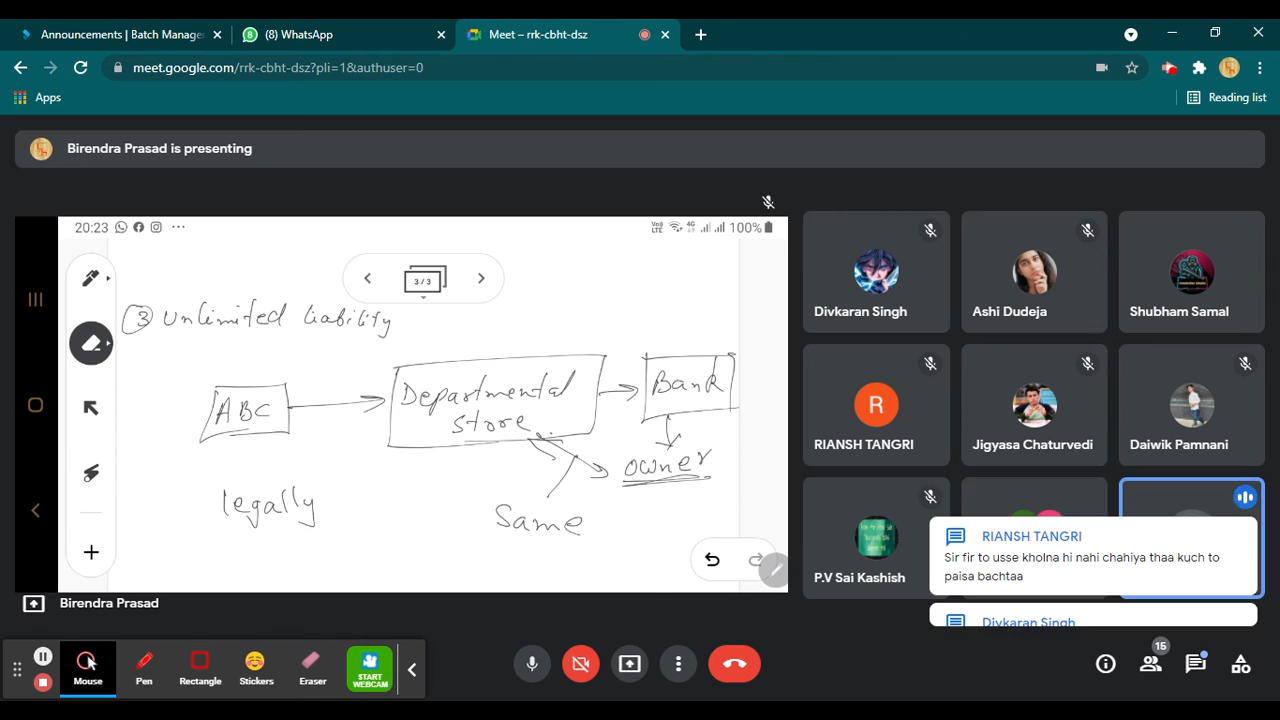 Announcements | Batch Manage
(8) WhatsApp
Meet – rrk-cbht-dsz
meet.google.com/rrk-cbht-dsz?pli=1&authuser=0
Apps
Reading list
Birendra Prasad is presenting
20:23
VoD LTE 4G 100%
3/3
③ Unlimited liability
ABC
Departmental
store
Bank
owner
legally
Same
Divkaran Singh
Ashi Dudeja
Shubham Samal
RIANSH TANGRI
R
Jigyasa Chaturvedi
Daiwik Pamnani
P.V Sai Kashish
RIANSH TANGRI
Sir fir to usse kholna hi nahi chahiya thaa kuch to
paisa bachtaa
Divkaran Singh
Birendra Prasad
15
Mouse
Pen
Rectangle
Stickers
Eraser
START
WEBCAM